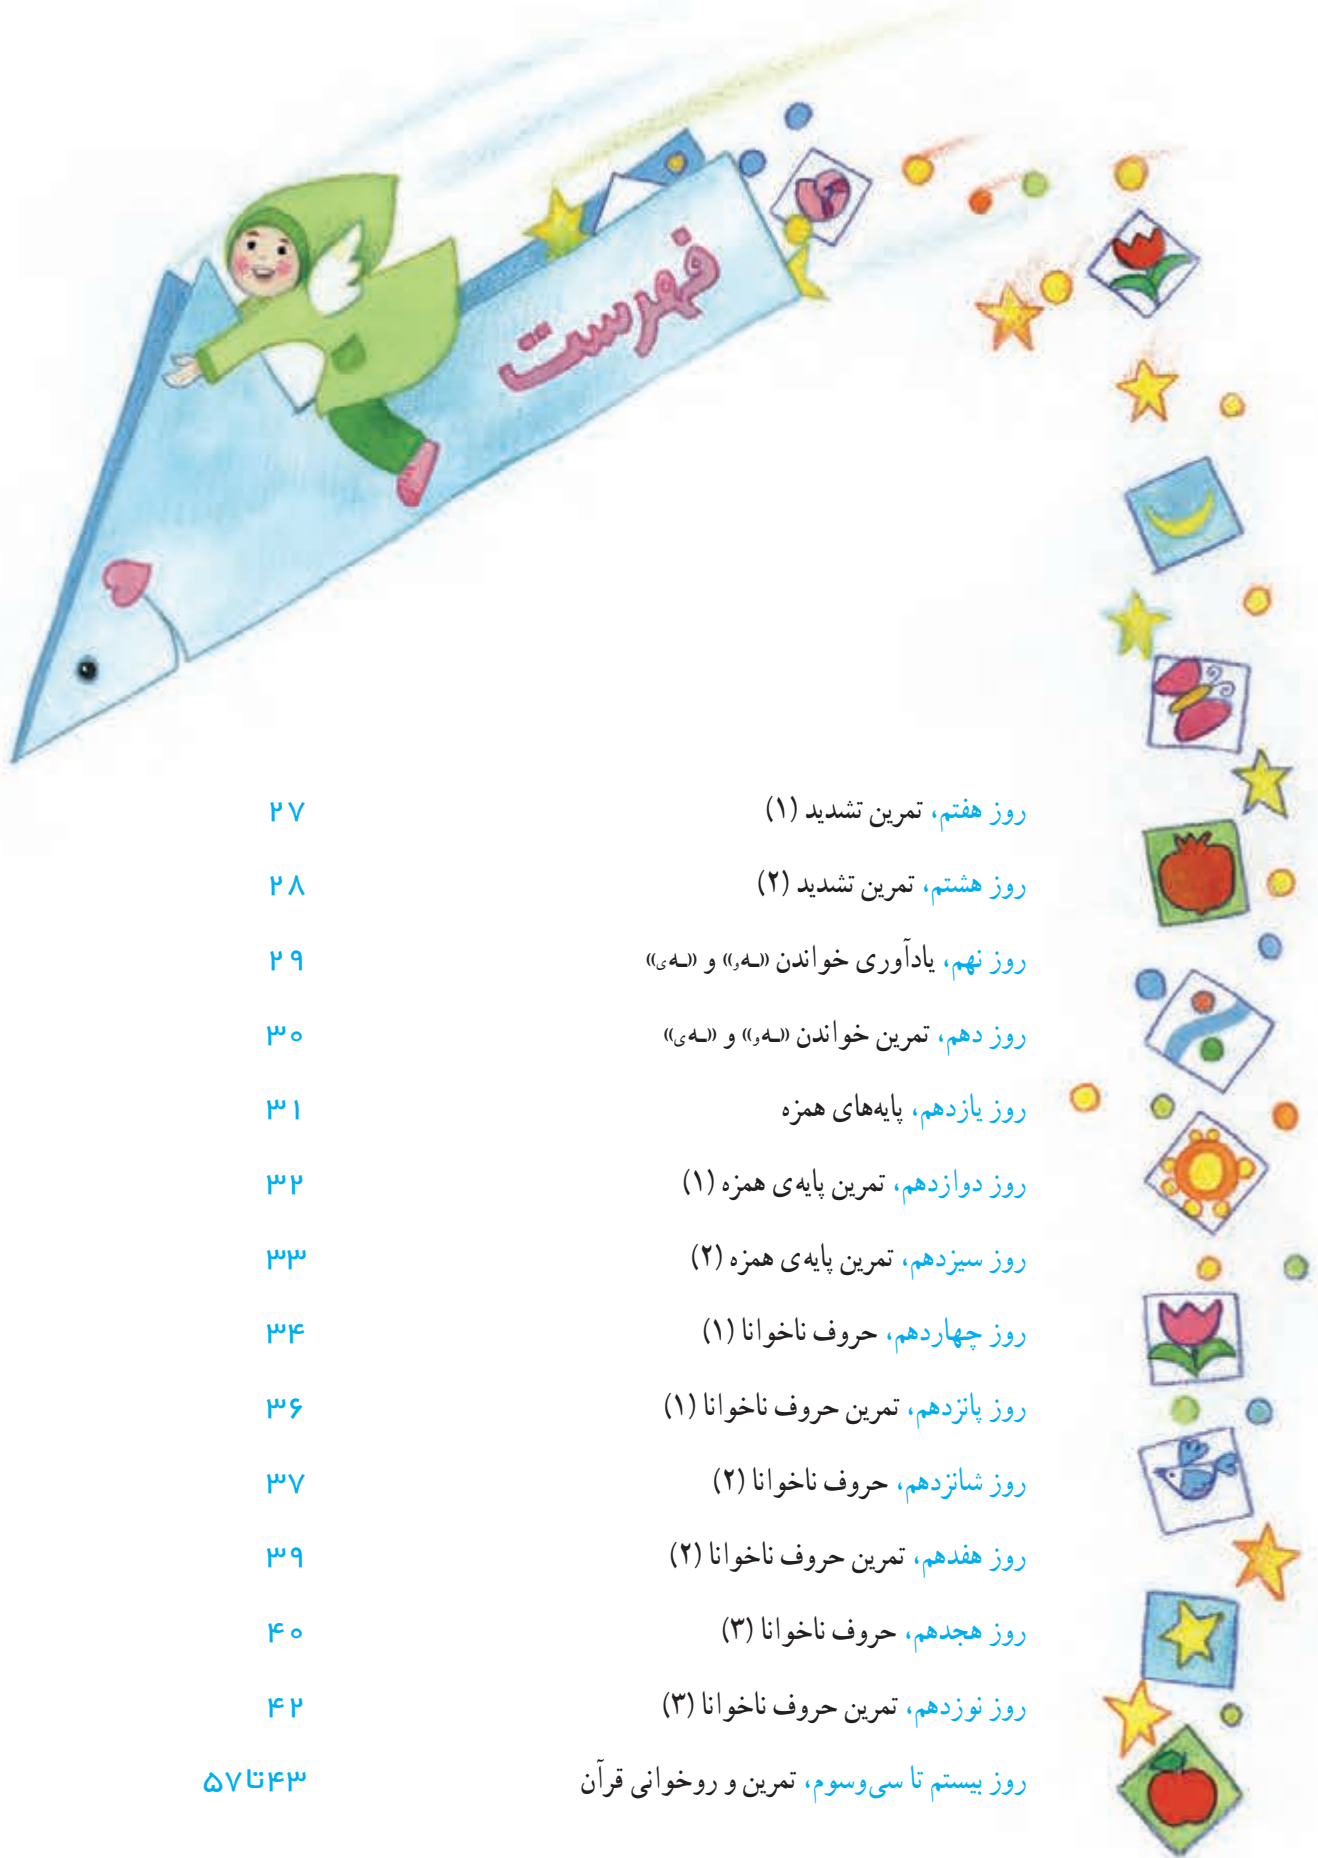 فهرست
روز هفتم، تمرین تشدید (۱) ۲۷
روز هشتم، تمرین تشدید (۲) ۲۸
روز نهم، یادآوری خواندن «ـه‌و» و «ـه‌ی» ۲۹
روز دهم، تمرین خواندن «ـه‌و» و «ـه‌ی» ۳۰
روز یازدهم، پایه‌های همزه ۳۱
روز دوازدهم، تمرین پایه‌ی همزه (۱) ۳۲
روز سیزدهم، تمرین پایه‌ی همزه (۲) ۳۳
روز چهاردهم، حروف ناخوانا (۱) ۳۴
روز پانزدهم، تمرین حروف ناخوانا (۱) ۳۶
روز شانزدهم، حروف ناخوانا (۲) ۳۷
روز هفدهم، تمرین حروف ناخوانا (۲) ۳۹
روز هجدهم، حروف ناخوانا (۳) ۴۰
روز نوزدهم، تمرین حروف ناخوانا (۳) ۴۲
روز بیستم تا سی‌وسوم، تمرین و روخوانی قرآن ۴۳تا۵۷